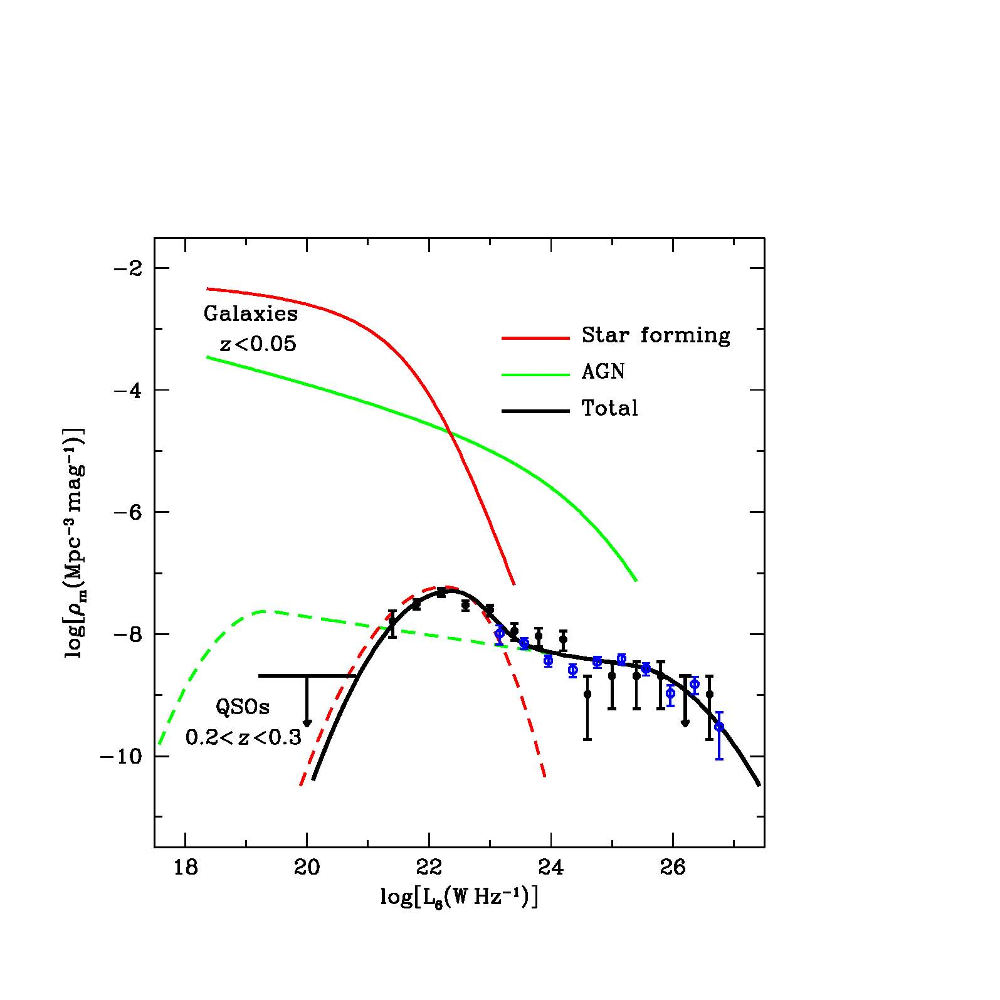 −2
−4
−6
−8
−10
log[ρm(Mpc−3 mag−1)]
Galaxies
z<0.05
Star forming
AGN
Total
QSOs
0.2<z<0.3
18 20 22 24 26
log[L6(W Hz−1)]